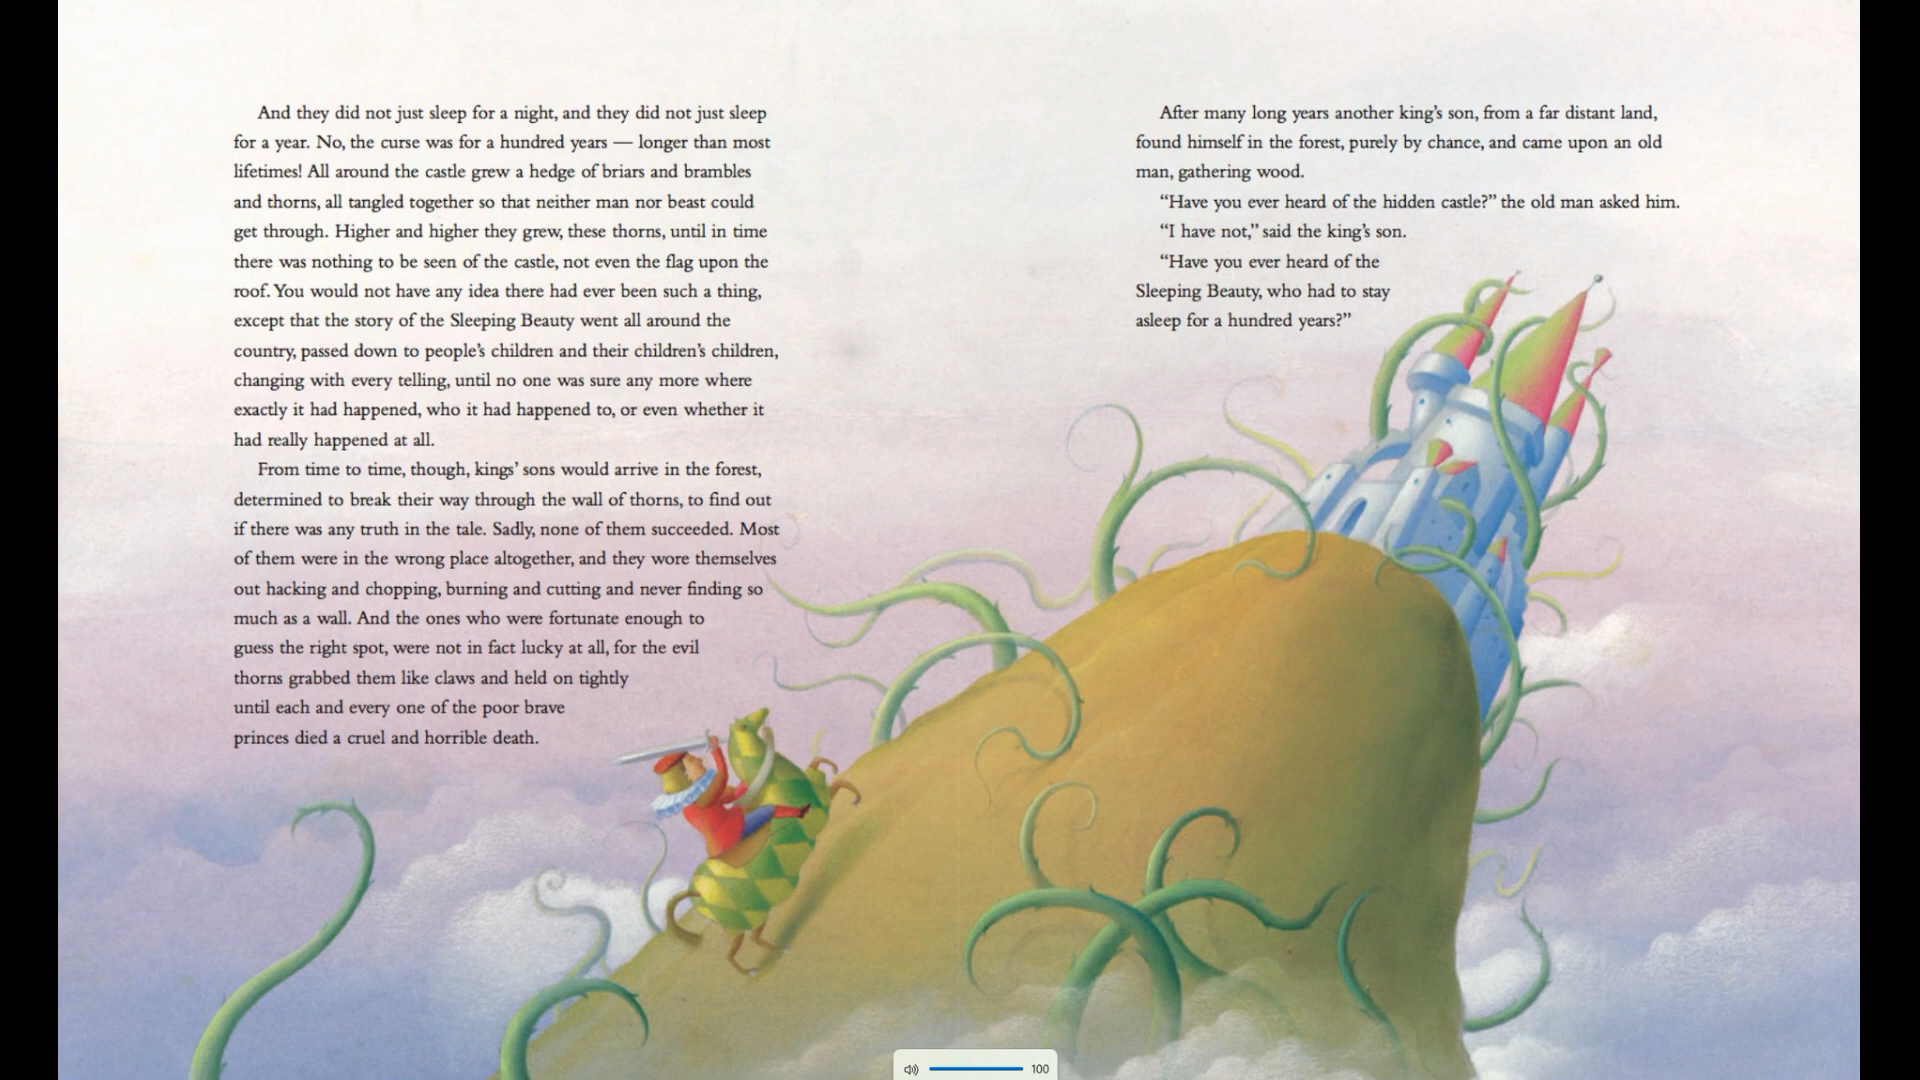 And they did not just sleep for a night, and they did not just sleep
for a year. No, the curse was for a hundred years — longer than most
lifetimes! All around the castle grew a hedge of briars and brambles
and thorns, all tangled together so that neither man nor beast could
get through. Higher and higher they grew, these thorns, until in time
there was nothing to be seen of the castle, not even the flag upon the
roof. You would not have any idea there had ever been such a thing,
except that the story of the Sleeping Beauty went all around the
country, passed down to people’s children and their children’s children,
changing with every telling, until no one was sure any more where
exactly it had happened, who it had happened to, or even whether it
had really happened at all.
From time to time, though, kings’ sons would arrive in the forest,
determined to break their way through the wall of thorns, to find out
if there was any truth in the tale. Sadly, none of them succeeded. Most
of them were in the wrong place altogether, and they wore themselves
out hacking and chopping, burning and cutting and never finding so
much as a wall. And the ones who were fortunate enough to
guess the right spot, were not in fact lucky at all, for the evil
thorns grabbed them like claws and held on tightly
until each and every one of the poor brave
princes died a cruel and horrible death.
After many long years another king’s son, from a far distant land,
found himself in the forest, purely by chance, and came upon an old
man, gathering wood.
“Have you ever heard of the hidden castle?” the old man asked him.
“I have not,” said the king’s son.
“Have you ever heard of the
Sleeping Beauty, who had to stay
asleep for a hundred years?”
100